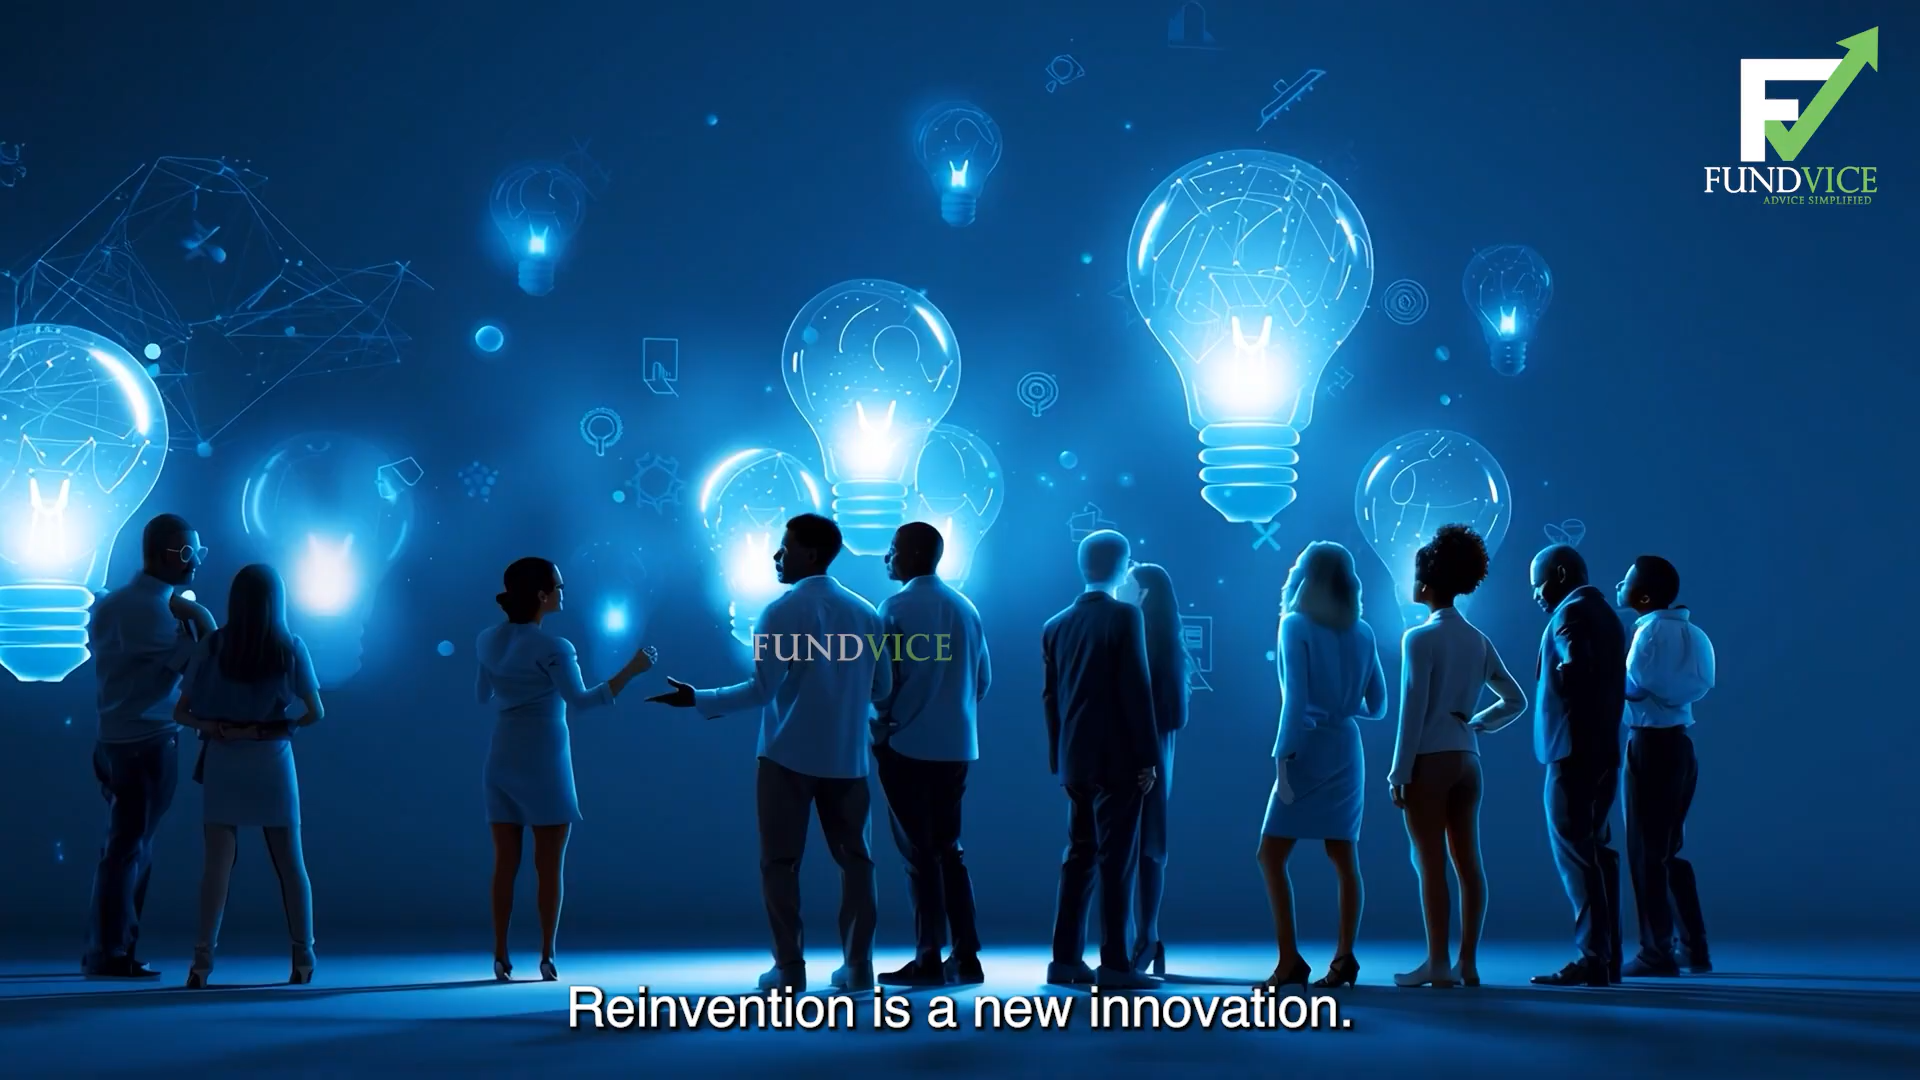 FUNDVICE
ADVICE SIMPLIFIED
FUNDVICE
Reinvention is a new innovation.